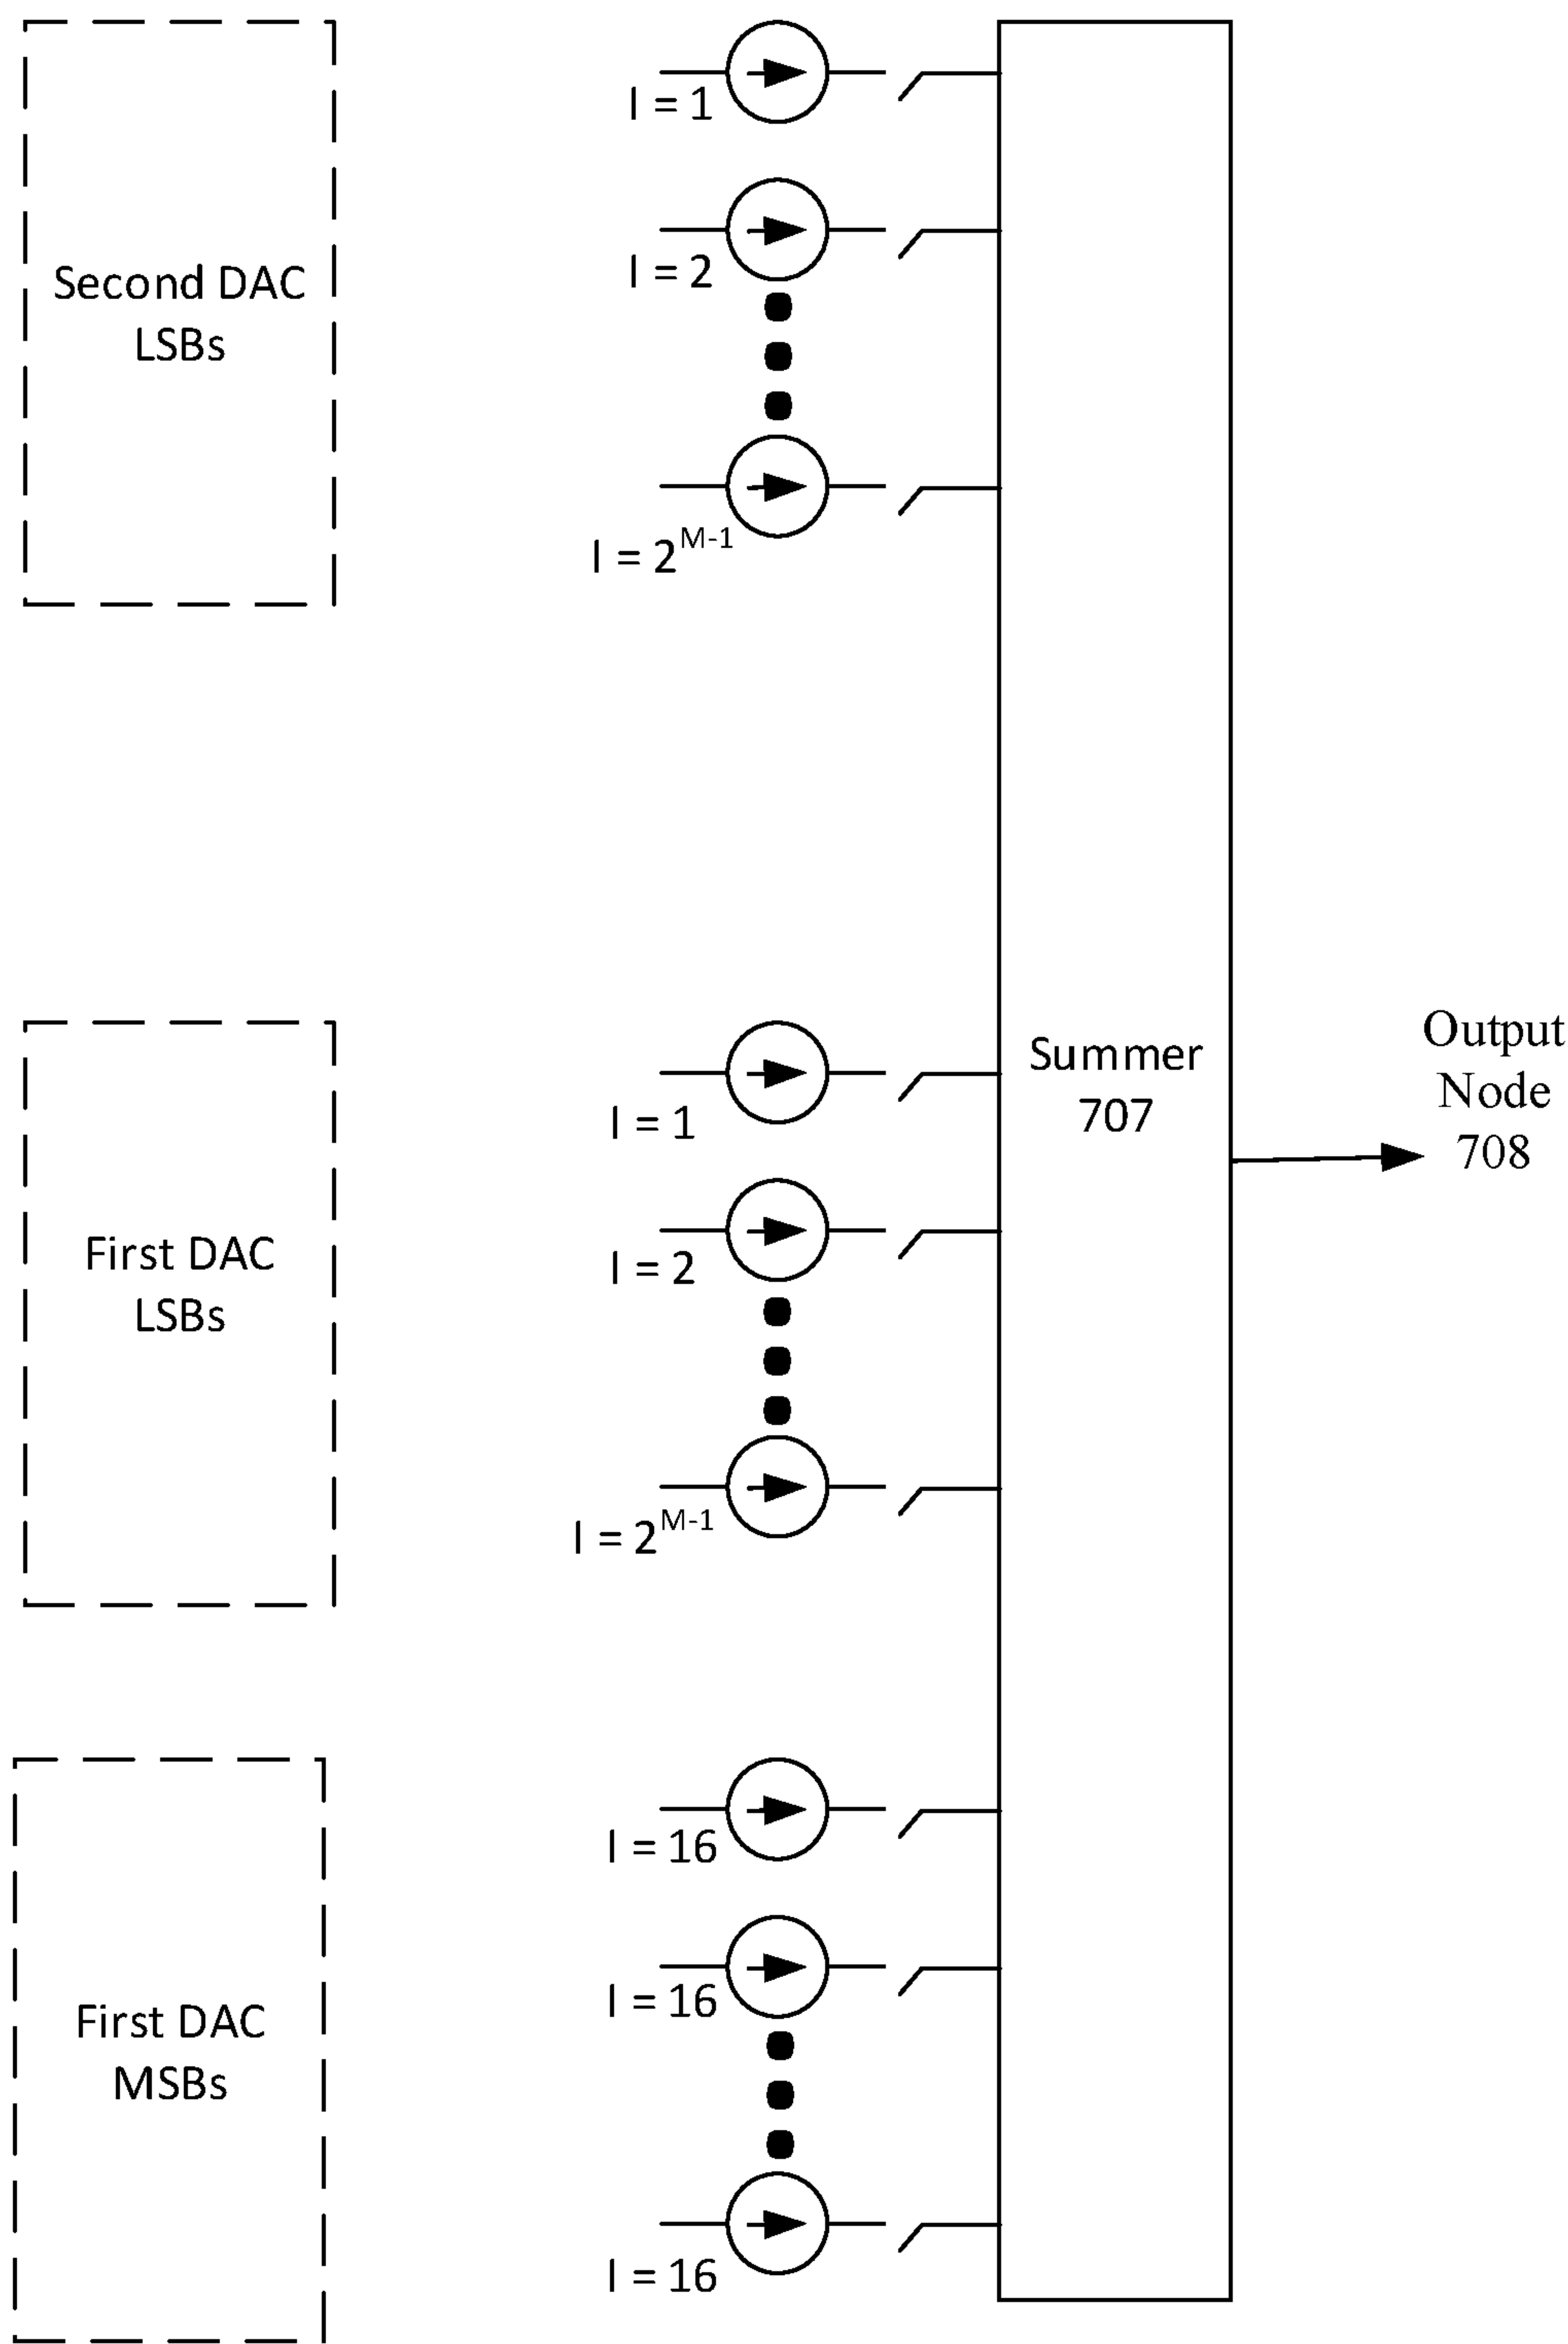 Second DAC
LSBs
I = 1
I = 2
I = 2^M-1
First DAC
LSBs
I = 1
I = 2
I = 2^M-1
Summer
707
Output
Node
708
First DAC
MSBs
I = 16
I = 16
I = 16